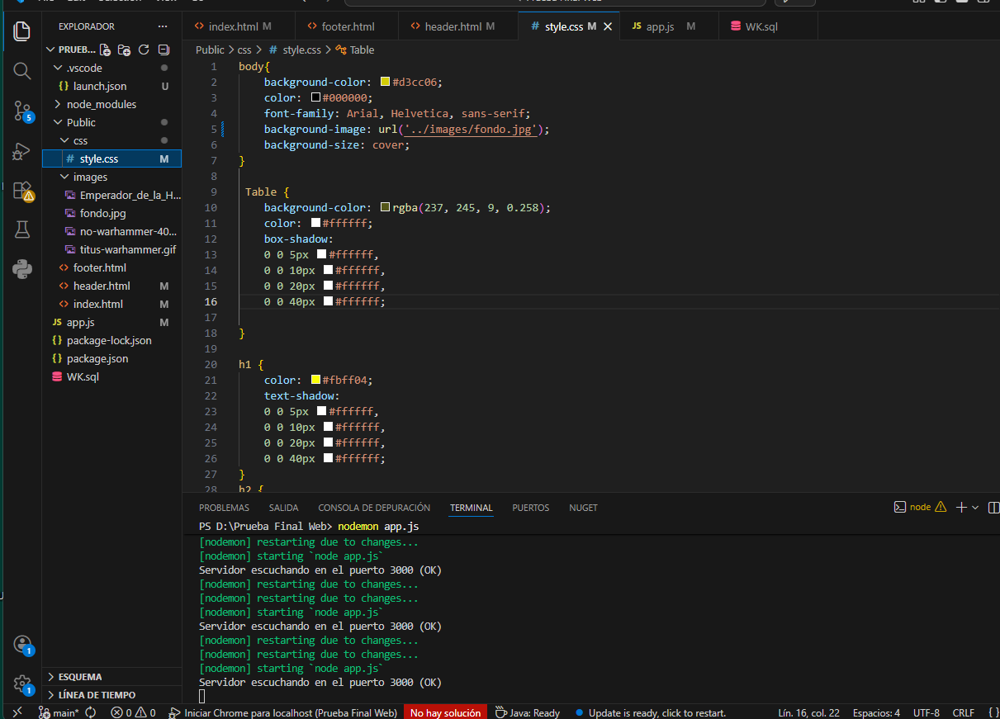 Prueba Final Web
index.html M
footer.html
header.html M
# style.css M
JS app.js M
WK.sql
EXPLORADOR
Public > css > # style.css > Table
PRUEB...
.vscode
{} launch.json U
node_modules
Public
css
# style.css M
images
Emperador_de_la_H...
fondo.jpg
no-warhammer-40...
titus-warhammer.gif
footer.html
header.html M
index.html M
JS app.js M
{} package-lock.json
{} package.json
WK.sql
ESQUEMA
LÍNEA DE TIEMPO
5
1
1
1 body{
2 background-color: #d3cc06;
3 color: #000000;
4 font-family: Arial, Helvetica, sans-serif;
5 background-image: url('../images/fondo.jpg');
6 background-size: cover;
7 }
8
9 Table {
10 background-color: rgba(237, 245, 9, 0.258);
11 color: #ffffff;
12 box-shadow:
13 0 0 5px #ffffff,
14 0 0 10px #ffffff,
15 0 0 20px #ffffff,
16 0 0 40px #ffffff;
17
18 }
19
20 h1 {
21 color: #fbff04;
22 text-shadow:
23 0 0 5px #ffffff,
24 0 0 10px #ffffff,
25 0 0 20px #ffffff,
26 0 0 40px #ffffff;
27 }
28 h2 {
PROBLEMAS SALIDA CONSOLA DE DEPURACIÓN TERMINAL PUERTOS NUGET
node
PS D:\Prueba Final Web> nodemon app.js
[nodemon] restarting due to changes...
[nodemon] starting `node app.js`
Servidor escuchando en el puerto 3000 (OK)
[nodemon] restarting due to changes...
[nodemon] restarting due to changes...
[nodemon] starting `node app.js`
Servidor escuchando en el puerto 3000 (OK)
[nodemon] restarting due to changes...
[nodemon] restarting due to changes...
[nodemon] starting `node app.js`
Servidor escuchando en el puerto 3000 (OK)
main* 0 0 Iniciar Chrome para localhost (Prueba Final Web) No hay solución Java: Ready Update is ready, click to restart. Lín. 16, col. 22 Espacios: 4 UTF-8 CRLF {}